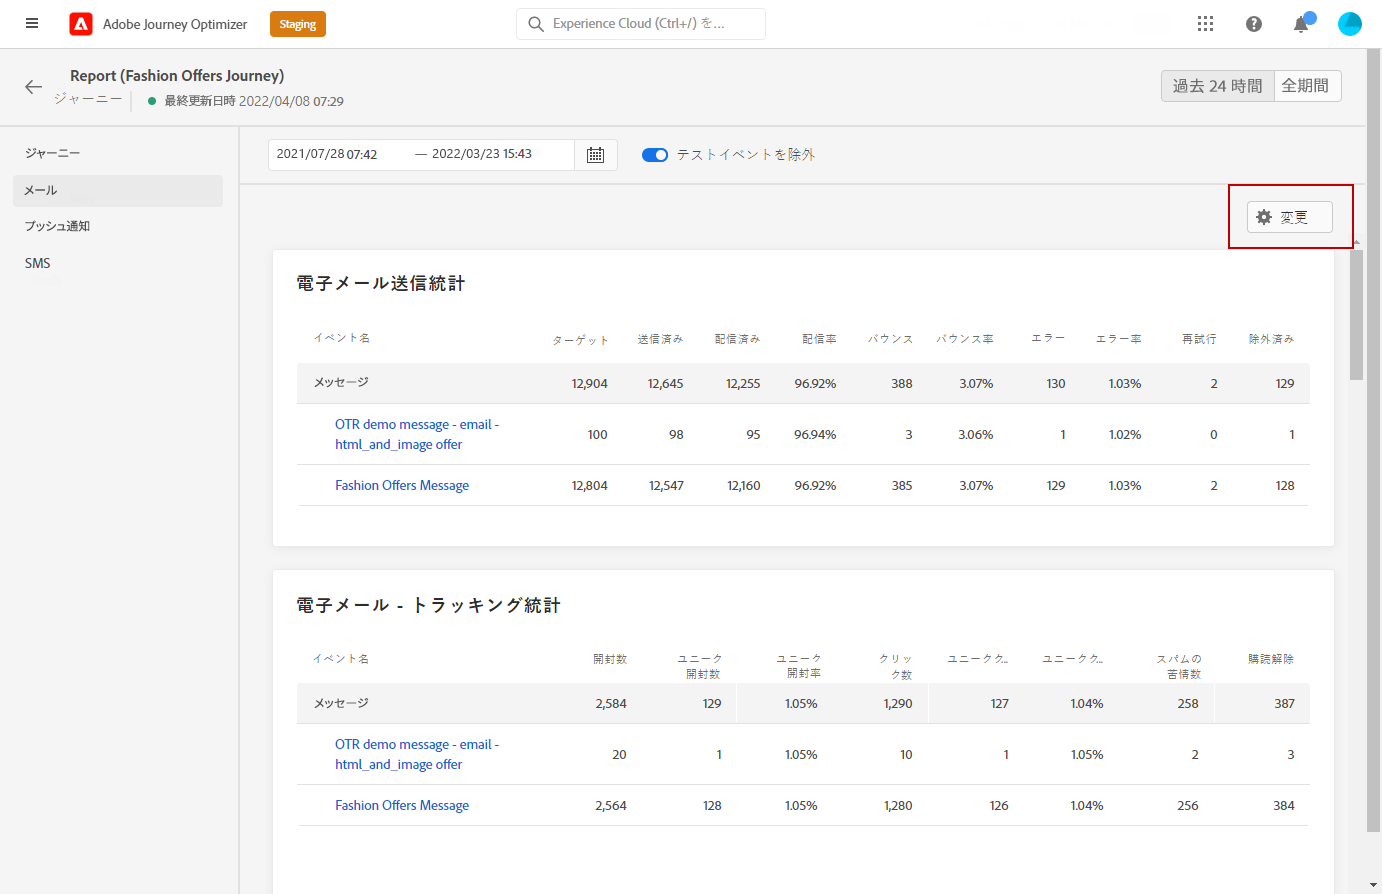 Adobe Journey Optimizer
Staging
Experience Cloud (Ctrl+/) を...
Report (Fashion Offers Journey)
ジャーニー
最終更新日時 2022/04/08 07:29
過去 24 時間
全期間
ジャーニー
メール
プッシュ通知
SMS
2021/07/28 07:42 — 2022/03/23 15:43
テストイベントを除外
変更
電子メール送信統計
イベント名 ターゲット 送信済み 配信済み 配信率 バウンス バウンス率 エラー エラー率 再試行 除外済み
メッセージ 12,904 12,645 12,255 96.92% 388 3.07% 130 1.03% 2 129
OTR demo message - email -
html_and_image offer 100 98 95 96.94% 3 3.06% 1 1.02% 0 1
Fashion Offers Message 12,804 12,547 12,160 96.92% 385 3.07% 129 1.03% 2 128
電子メール - トラッキング統計
イベント名 開封数 ユニーク 開封数 ユニーク 開封率 クリック数 ユニークク... ユニークク... スパムの 苦情数 購読解除
メッセージ 2,584 129 1.05% 1,290 127 1.04% 258 387
OTR demo message - email -
html_and_image offer 20 1 1.05% 10 1 1.05% 2 3
Fashion Offers Message 2,564 128 1.05% 1,280 126 1.04% 256 384